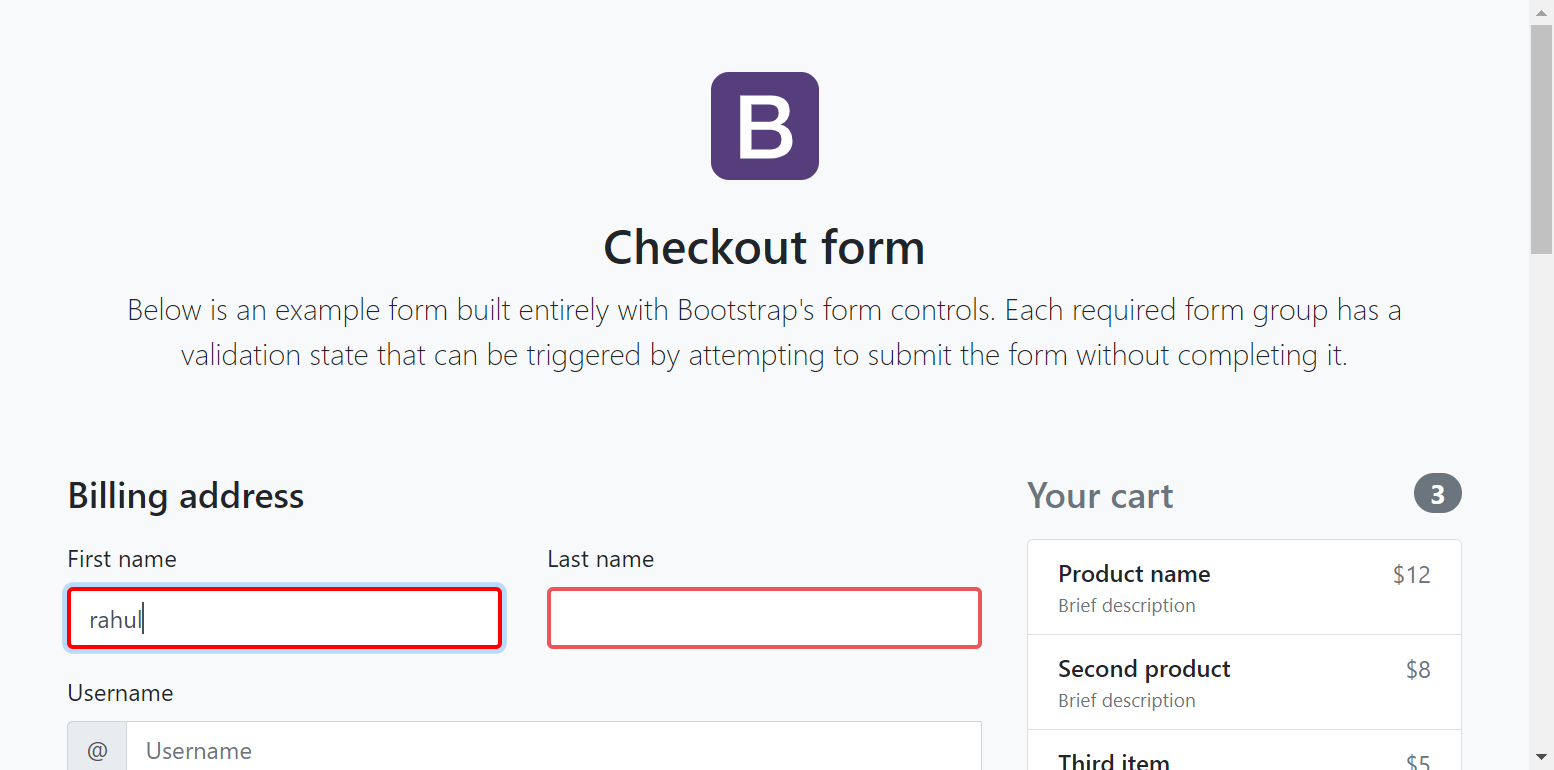 B
Checkout form
Below is an example form built entirely with Bootstrap's form controls. Each required form group has a
validation state that can be triggered by attempting to submit the form without completing it.
Billing address
First name
Last name
rahul
Username
@ Username
Your cart 3
Product name $12
Brief description
Second product $8
Brief description
Third item $5